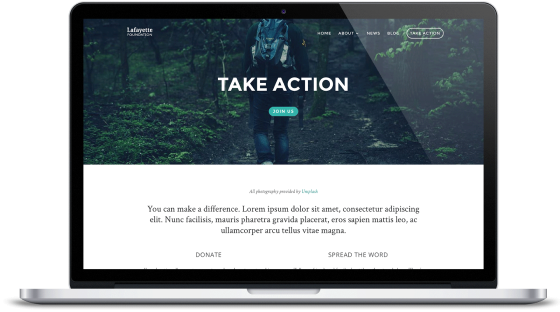 Lafayette
FOUNDATION
HOME ABOUT NEWS BLOG TAKE ACTION
TAKE ACTION
JOIN US
All photography provided by Unsplash
You can make a difference. Lorem ipsum dolor sit amet, consectetur adipiscing
elit. Nunc facilisis, mauris pharetra gravida placerat, eros sapien mattis leo, ac
ullamcorper arcu tellus vitae magna.
DONATE
SPREAD THE WORD